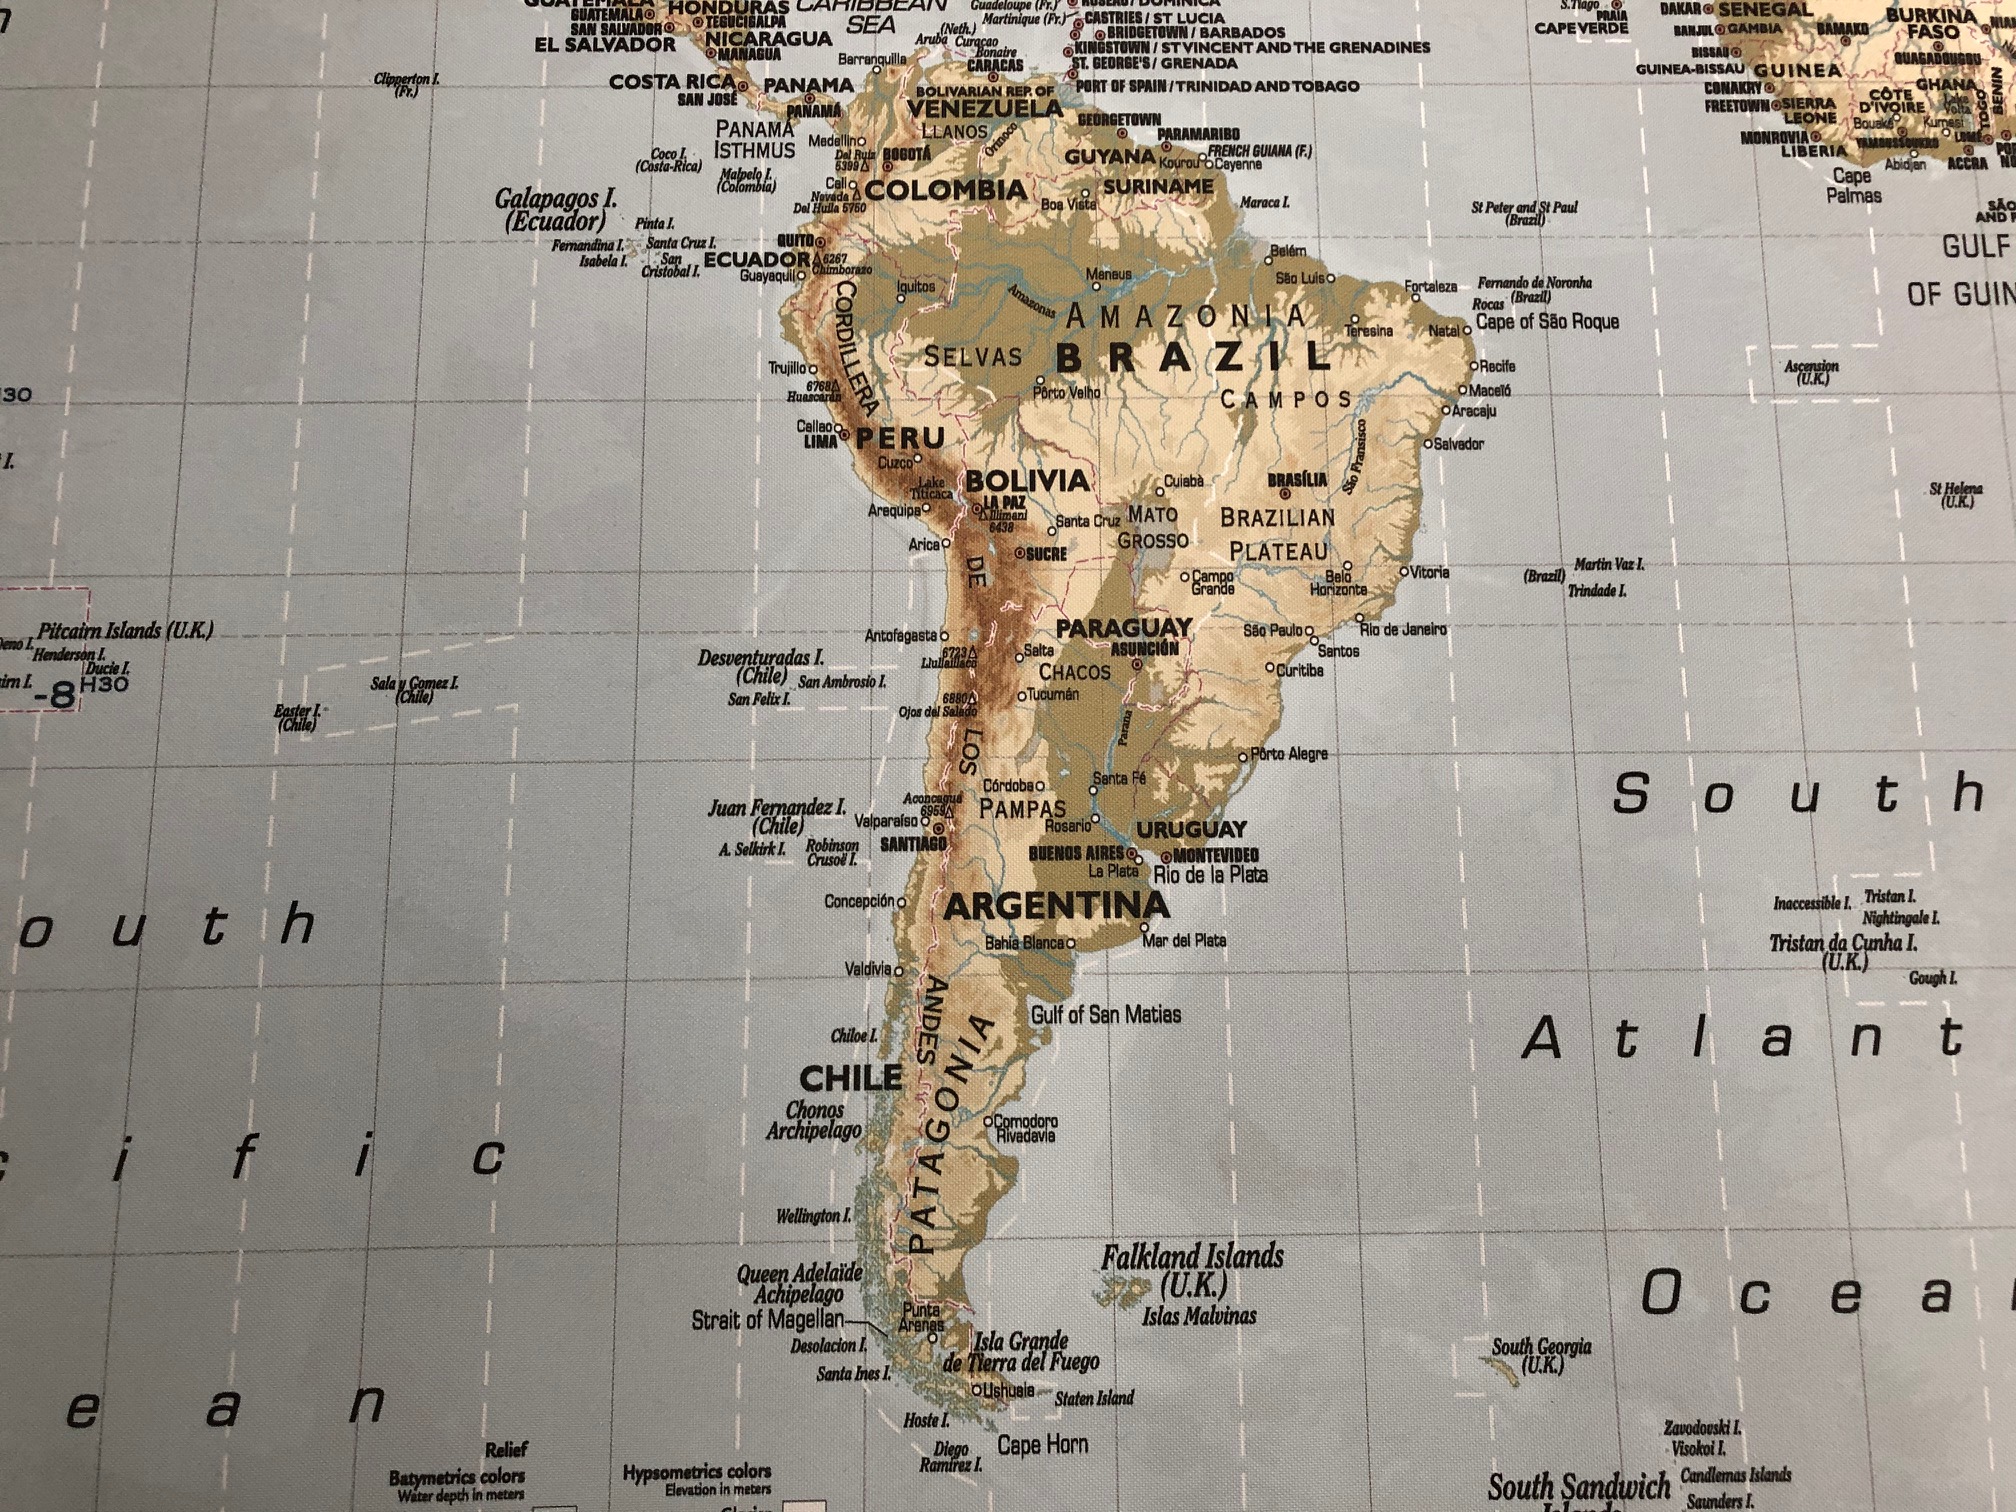 HONDURAS
CARIBBEAN
SEA
GUATEMALA
TEGUCIGALPA
SAN SALVADOR
EL SALVADOR
NICARAGUA
MANAGUA
Guadeloupe (Fr.)
Martinique (Fr.)
CASTRIES / ST LUCIA
BRIDGETOWN / BARBADOS
KINGSTOWN / ST VINCENT AND THE GRENADINES
ST. GEORGE'S / GRENADA
PORT OF SPAIN / TRINIDAD AND TOBAGO
(Neth.)
Aruba Curaçao
Bonaire
Barranquilla
CARACAS
Clipperton I.
(Fr.)
COSTA RICA
SAN JOSÉ
PANAMA
PANAMÁ
PANAMÁ
ISTHMUS
BOLIVARIAN REP. OF
VENEZUELA
LLANOS
Orinoco
GEORGETOWN
PARAMARIBO
GUYANA
FRENCH GUIANA (F.)
Kourou
Cayenne
SURINAME
Boa Vista
Maraca I.
Medellin
Del Ruiz
5399
BOGOTÁ
Coco I.
(Costa-Rica)
Malpelo I.
(Colombia)
Cali
Nevada
Del Huila 5750
COLOMBIA
Galapagos I.
(Ecuador)
Pinta I.
Fernandina I.
Santa Cruz I.
Isabela I.
San
Cristobal I.
QUITO
ECUADOR
6267
Chimborazo
Guayaquil
Iquitos
Manaus
Amazonas
AMAZONIA
SELVAS
BRAZIL
CAMPOS
Belém
São Luis
Fortaleza
Teresina
Natal
Cape of São Roque
Fernando de Noronha
Rocas (Brazil)
St Peter and St Paul
(Brazil)
Recife
Maceió
Aracaju
Salvador
São Fransisco
Pôrto Velho
CORDILLERA
DE
LOS
ANDES
Trujillo
6768
Huascarán
Callao
LIMA
PERU
Cuzco
Lake
Titicaca
Arequipa
Arica
BOLIVIA
LA PAZ
Illimani
6438
Santa Cruz
SUCRE
Cuiabà
MATO
GROSSO
BRASÍLIA
BRAZILIAN
PLATEAU
Campo
Grande
Belo
Horizonte
Vitoria
Martin Vaz I.
(Brazil)
Trindade I.
Rio de Janeiro
São Paulo
Santos
Curitiba
PARAGUAY
ASUNCIÓN
CHACOS
Antofagasta
6723
Llullaillaco
Salta
Tucumán
6880
Ojos del Salado
Parana
Pôrto Alegre
Desventuradas I.
(Chile)
San Ambrosio I.
San Felix I.
Sala y Gomez I.
(Chile)
Easter I.
(Chile)
Pitcairn Islands (U.K.)
Henderson I.
Ducie I.
-8 H30
Juan Fernandez I.
(Chile)
A. Selkirk I.
Robinson
Crusoë I.
Aconcagua
6959
Valparaíso
SANTIAGO
Córdoba
Santa Fé
PAMPAS
Rosario
URUGUAY
BUENOS AIRES
MONTEVIDEO
La Plata
Rio de la Plata
Concepción
ARGENTINA
Bahia Blanca
Mar del Plata
Valdivia
Gulf of San Matias
Chiloe I.
CHILE
PATAGONIA
Chonos
Archipelago
Comodoro
Rivadavia
Wellington I.
Queen Adelaïde
Achipelago
Strait of Magellan
Desolacion I.
Santa Ines I.
Punta
Arenas
Isla Grande
de Tierra del Fuego
Ushuaia
Staten Island
Hoste I.
Diego
Ramirez I.
Cape Horn
Falkland Islands
(U.K.)
Islas Malvinas
South Georgia
(U.K.)
Zavodovski I.
Visokoi I.
South Sandwich
Candlemas Islands
Saunders I.
S.Tiago
PRAIA
CAPE VERDE
DAKAR
SENEGAL
BANJUL
GAMBIA
BISSAU
GUINEA-BISSAU
GUINEA
BAMAKO
BURKINA
FASO
OUAGADOUGOU
CONAKRY
FREETOWN
SIERRA
LEONE
CÔTE
D'IVOIRE
GHANA
Lake
Volta
TOGO
BENIN
Bouaké
Kumasi
MONROVIA
LIBERIA
YAMOUSSOUKRO
LOMÉ
Abidjan
ACCRA
Cape
Palmas
GULF
OF GUIN
Ascension
(U.K.)
St Helena
(U.K.)
Inaccessible I.
Tristan I.
Nightingale I.
Tristan da Cunha I.
(U.K.)
Gough I.
South
Atlant
Ocea
outh
cific
ean
Relief
Batymetrics colors
Water depth in meters
Hypsometrics colors
Elevation in meters